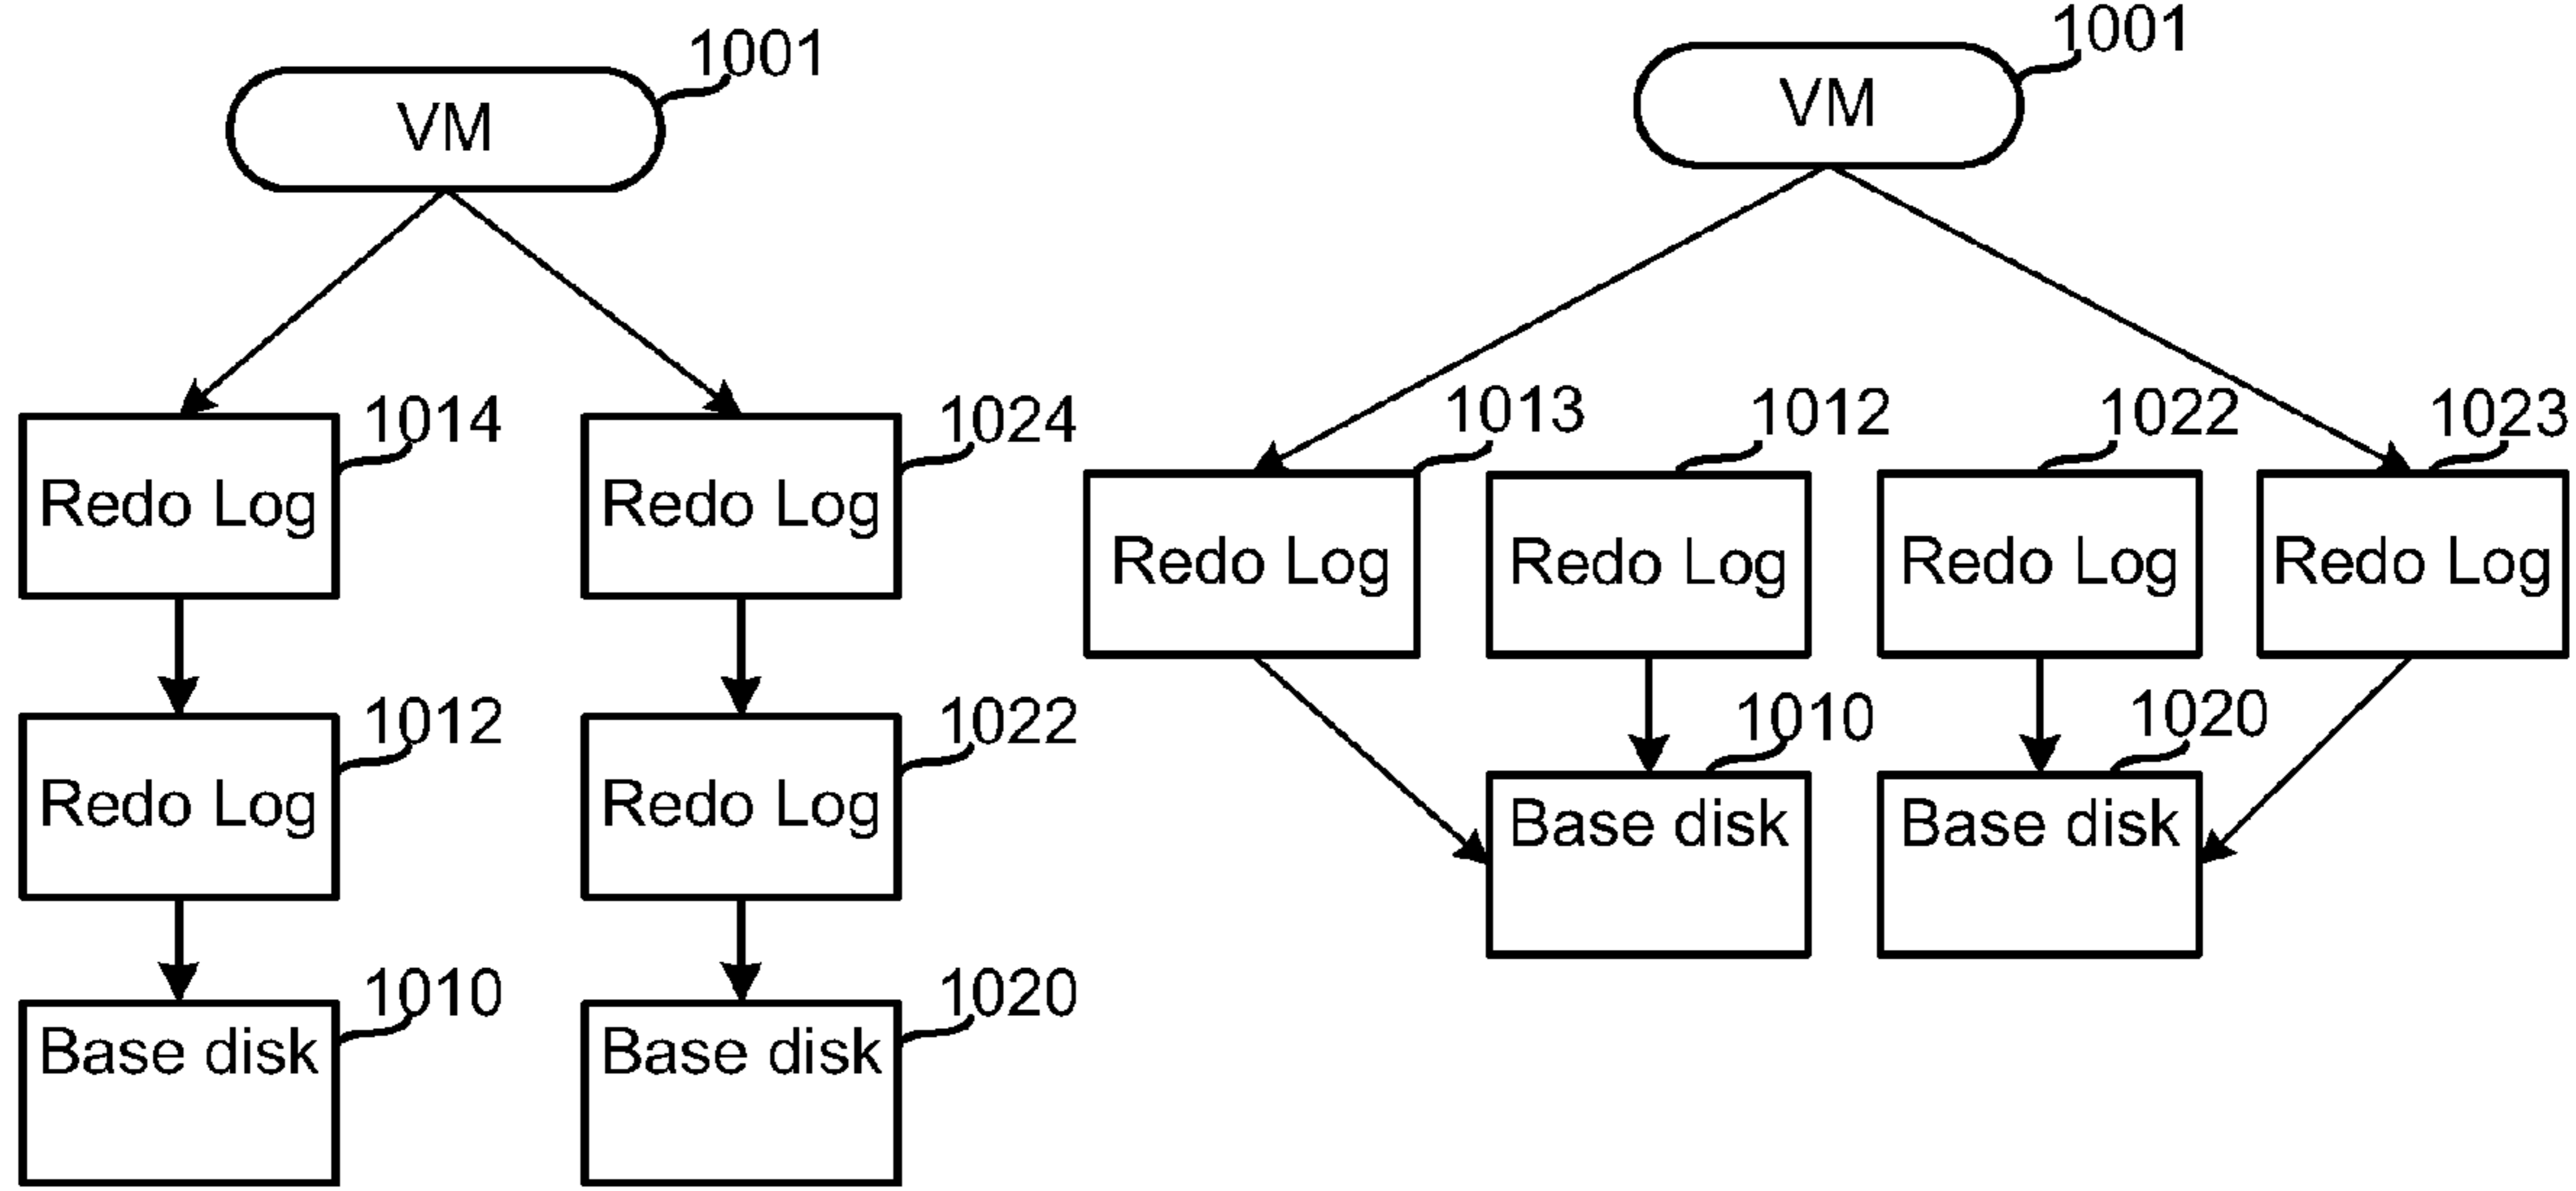 1001
VM
1014
Redo Log
1024
Redo Log
1012
Redo Log
1022
Redo Log
1010
Base disk
1020
Base disk
1001
VM
1013
Redo Log
1012
Redo Log
1022
Redo Log
1023
Redo Log
1010
Base disk
1020
Base disk